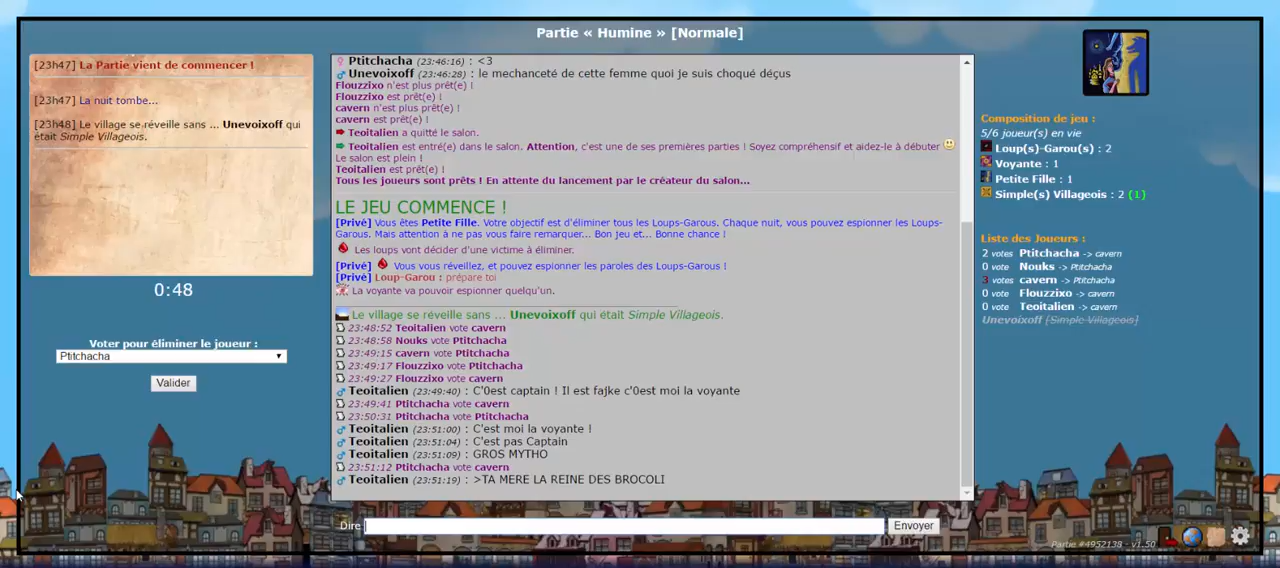 Partie « Humine » [Normale]
[23h47] La Partie vient de commencer !
[23h47] La nuit tombe...
[23h48] Le village se réveille sans ... Unevoixoff qui
était Simple Villageois.
0:48
Voter pour éliminer le joueur :
Ptitchacha
Valider
Ptitchacha (23:46:16) : <3
Unevoixoff (23:46:28) : le mechanceté de cette femme quoi je suis choqué déçus
Flouzzixo n'est plus prêt(e) !
Flouzzixo est prêt(e) !
cavern n'est plus prêt(e) !
cavern est prêt(e) !
Teoitalien a quitté le salon.
Teoitalien est entré(e) dans le salon. Attention, c'est une de ses premières parties ! Soyez compréhensif et aidez-le à débuter
Le salon est plein !
Teoitalien est prêt(e) !
Tous les joueurs sont prêts ! En attente du lancement par le créateur du salon...
LE JEU COMMENCE !
[Privé] Vous êtes Petite Fille. Votre objectif est d'éliminer tous les Loups-Garous. Chaque nuit, vous pouvez espionner les Loups-
Garous. Mais attention à ne pas vous faire remarquer... Bon jeu et... Bonne chance !
Les loups vont décider d'une victime à éliminer.
[Privé] Vous vous réveillez, et pouvez espionner les paroles des Loups-Garous !
[Privé] Loup-Garou : prépare toi
La voyante va pouvoir espionner quelqu'un.
Le village se réveille sans ... Unevoixoff qui était Simple Villageois.
23:48:52 Teoitalien vote cavern
23:48:58 Nouks vote Ptitchacha
23:49:15 cavern vote Ptitchacha
23:49:17 Flouzzixo vote Ptitchacha
23:49:27 Flouzzixo vote cavern
Teoitalien (23:49:40) : C'0est captain ! Il est fajke c'0est moi la voyante
23:49:41 Ptitchacha vote cavern
23:50:31 Ptitchacha vote Ptitchacha
Teoitalien (23:51:00) : C'est moi la voyante !
Teoitalien (23:51:04) : C'est pas Captain
Teoitalien (23:51:09) : GROS MYTHO
23:51:12 Ptitchacha vote cavern
Teoitalien (23:51:19) : >TA MERE LA REINE DES BROCOLI
Dire
Envoyer
Composition de jeu :
5/6 joueur(s) en vie
Loup(s)-Garou(s) : 2
Voyante : 1
Petite Fille : 1
Simple(s) Villageois : 2 (1)
Liste des Joueurs :
2 votes Ptitchacha -> cavern
0 vote Nouks -> Ptitchacha
3 votes cavern -> Ptitchacha
0 vote Flouzzixo -> cavern
0 vote Teoitalien -> cavern
Unevoixoff [Simple Villageois]
Partie #4952138 - v1.50